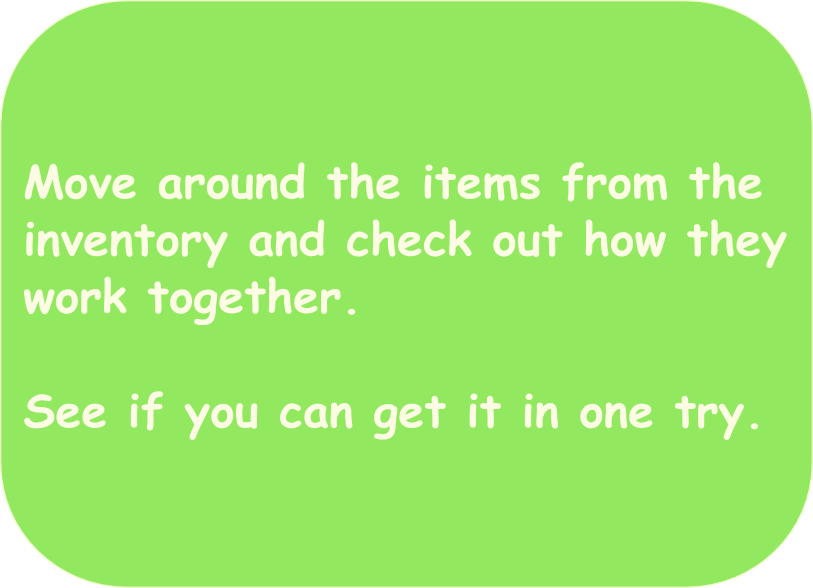 Move around the items from the
inventory and check out how they
work together.
See if you can get it in one try.